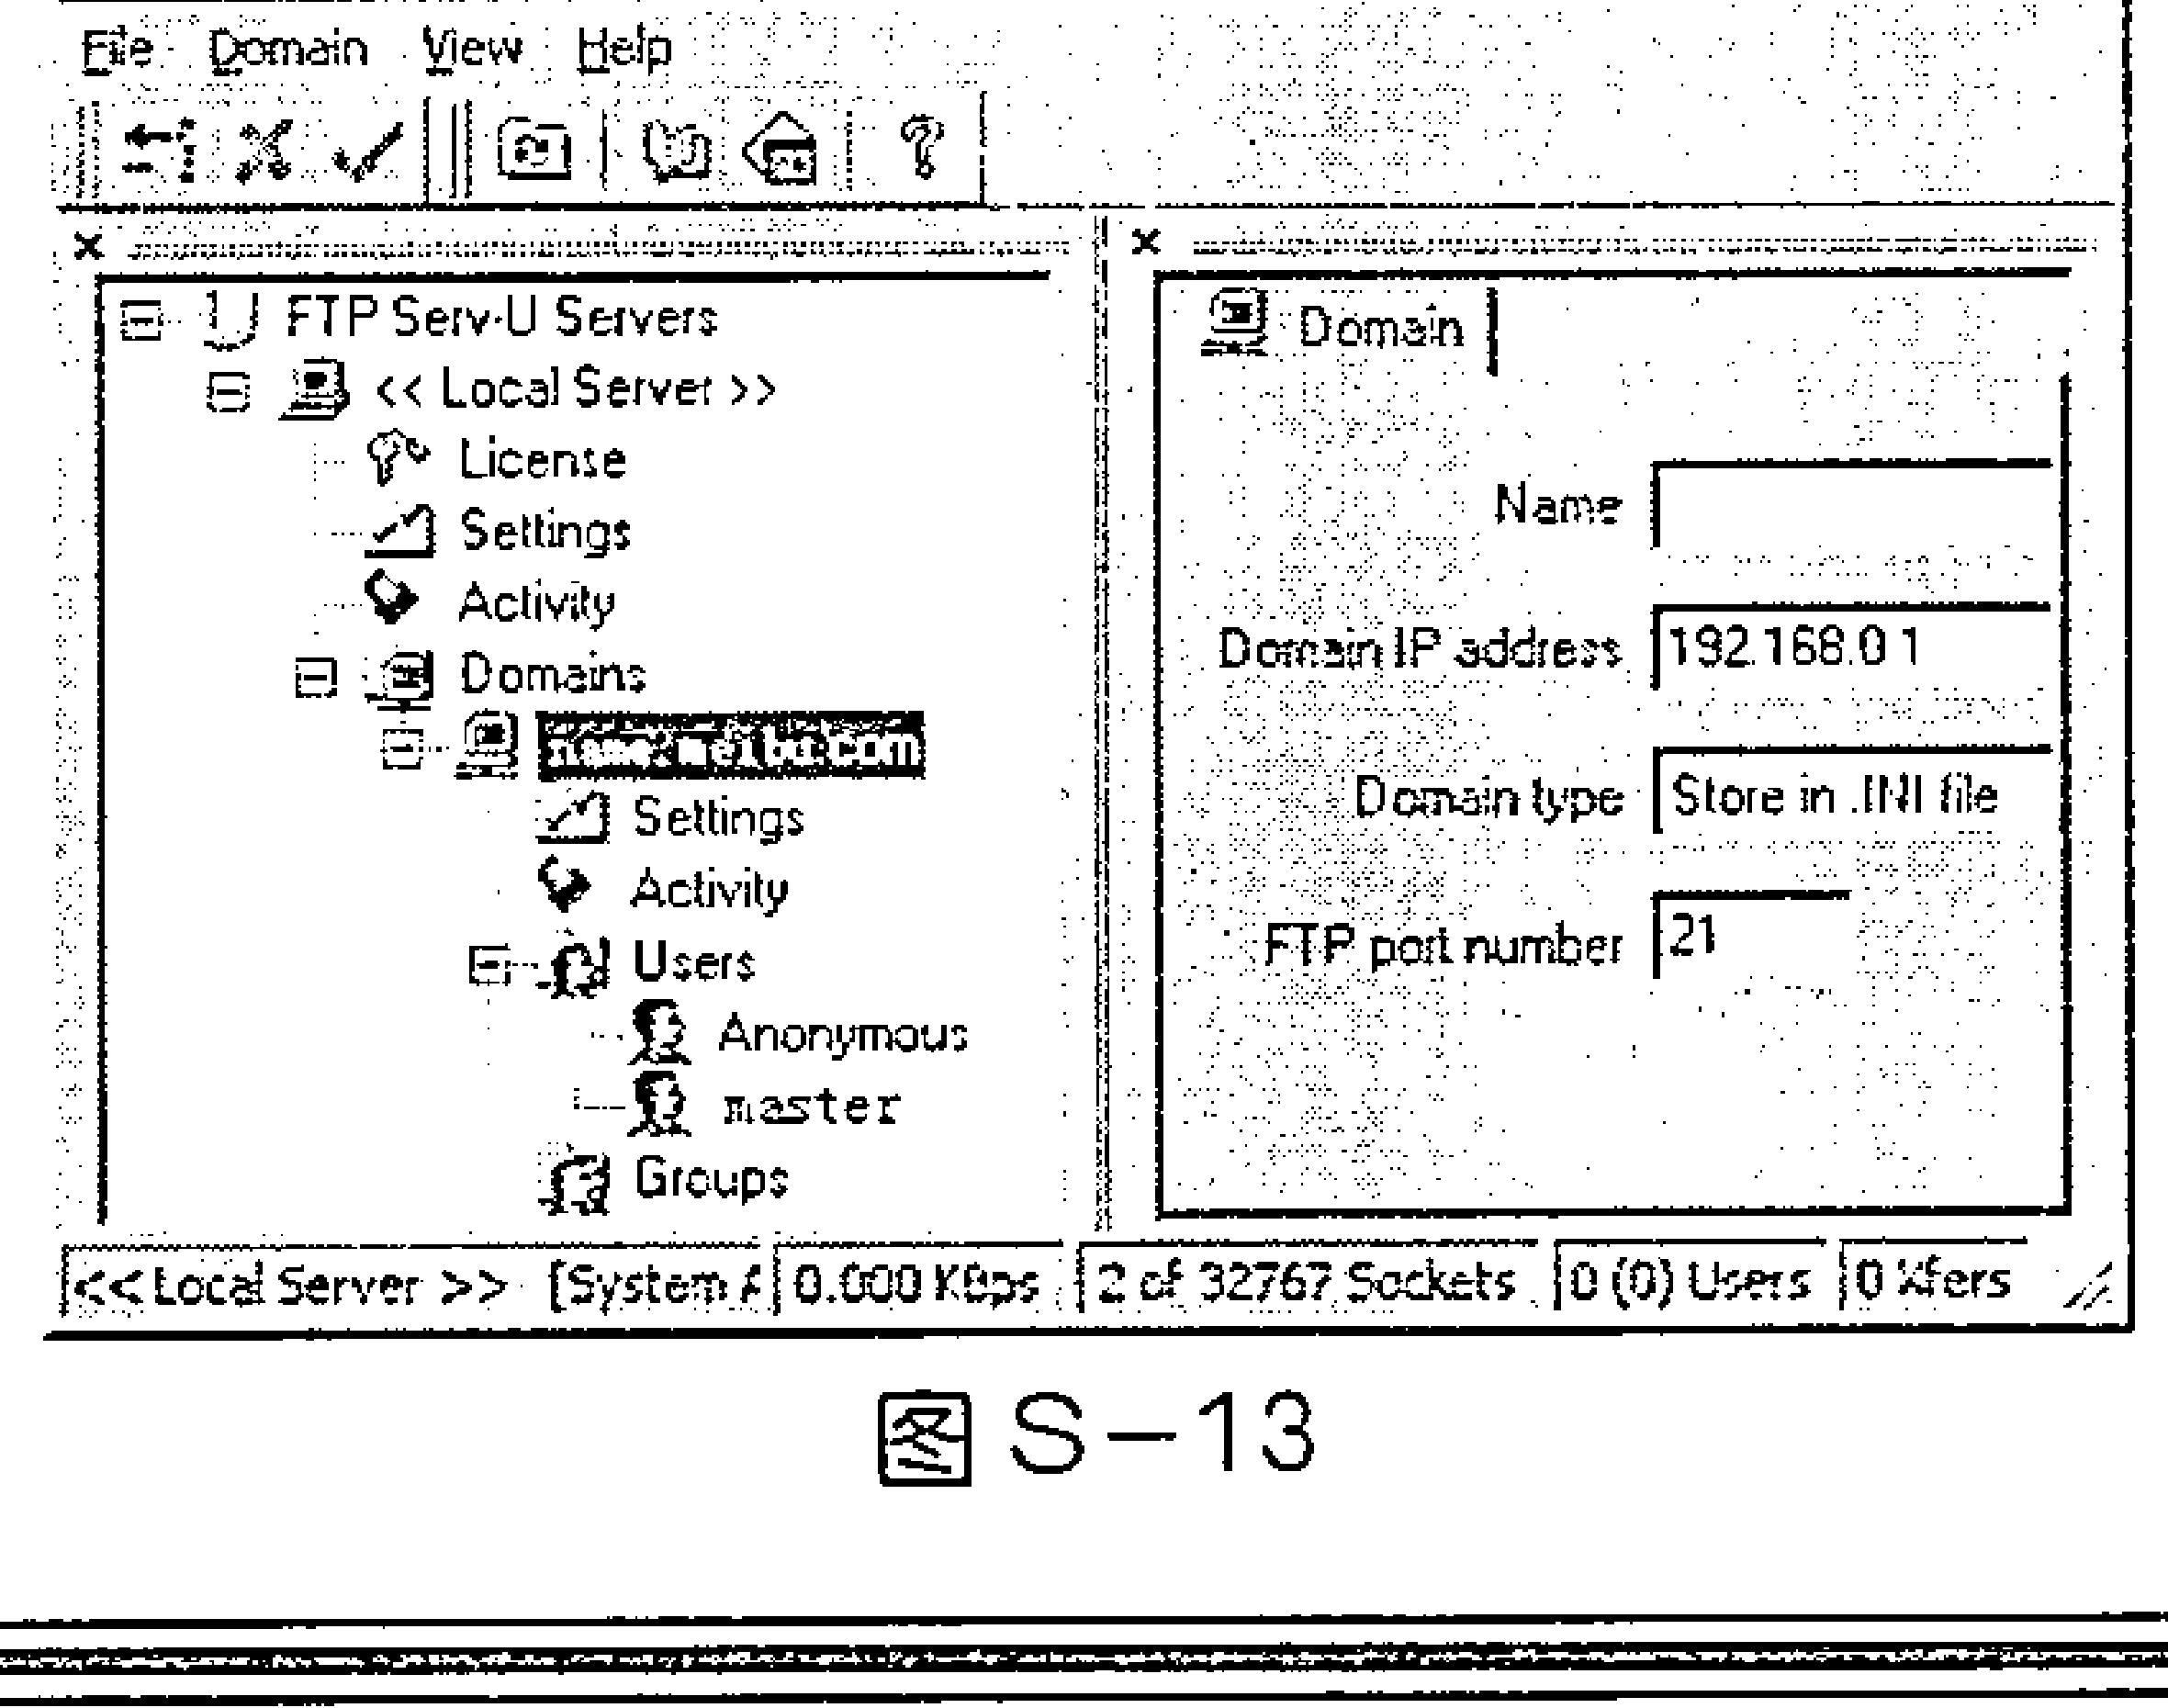 File Domain View Help
FTP Serv-U Servers
<< Local Server >>
License
Settings
Activity
Domains
Settings
Activity
Users
Anonymous
master
Groups
Domain
Name
Domain IP address 192.168.0.1
Domain type Store in .INI file
FTP port number 21
<< Local Server >> [System A 0.000 KBps 2 of 32767 Sockets 0 (0) Users 0 Xfers
图 S-13